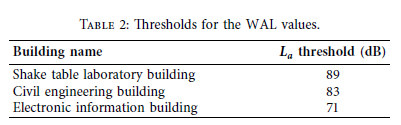 TABLE 2: Thresholds for the WAL values.
Building name La threshold (dB)
Shake table laboratory building 89
Civil engineering building 83
Electronic information building 71